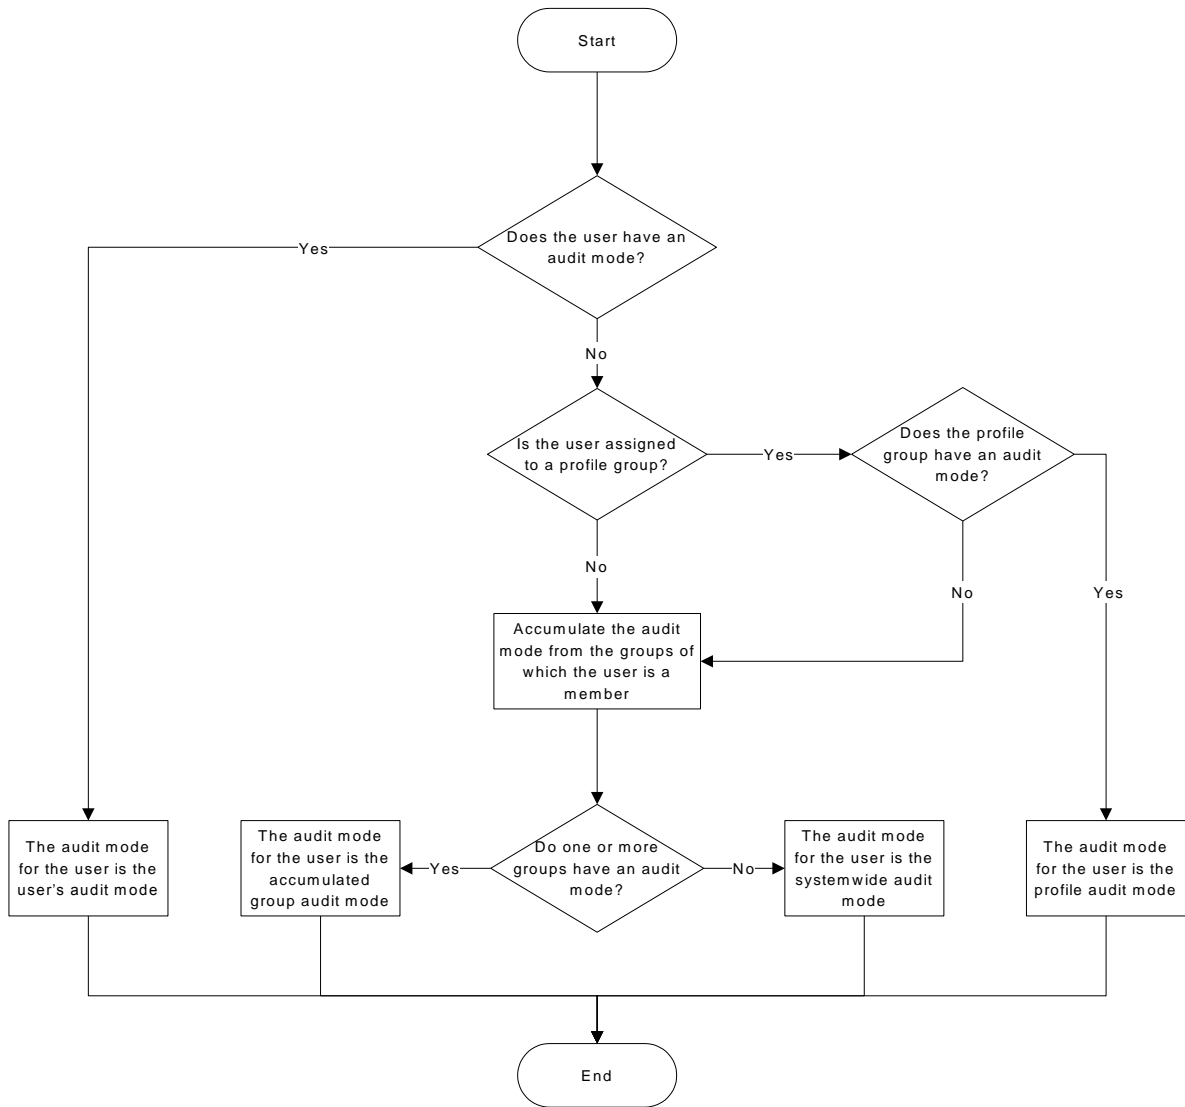 Start
Does the user have an
audit mode?
Yes
No
Is the user assigned
to a profile group?
Yes
Does the profile
group have an audit
mode?
No
No
Yes
Accumulate the audit
mode from the groups of
which the user is a
member
The audit mode
for the user is the
user's audit mode
The audit mode
for the user is the
accumulated
group audit mode
Yes
Do one or more
groups have an audit
mode?
No
The audit mode
for the user is the
systemwide audit
mode
The audit mode
for the user is the
profile audit mode
End